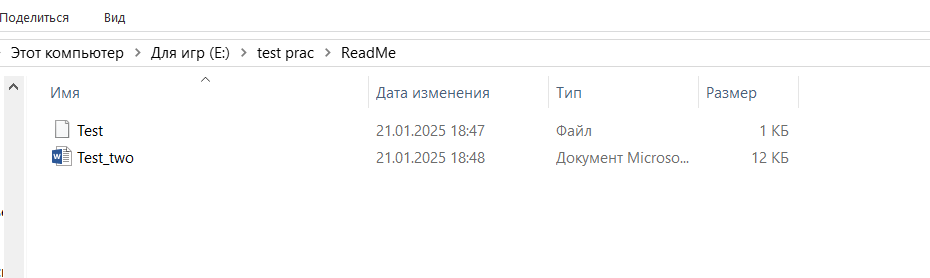 Поделиться Вид
Этот компьютер > Для игр (E:) > test prac > ReadMe
Имя Дата изменения Тип Размер
Test 21.01.2025 18:47 Файл 1 КБ
Test_two 21.01.2025 18:48 Документ Microso... 12 КБ